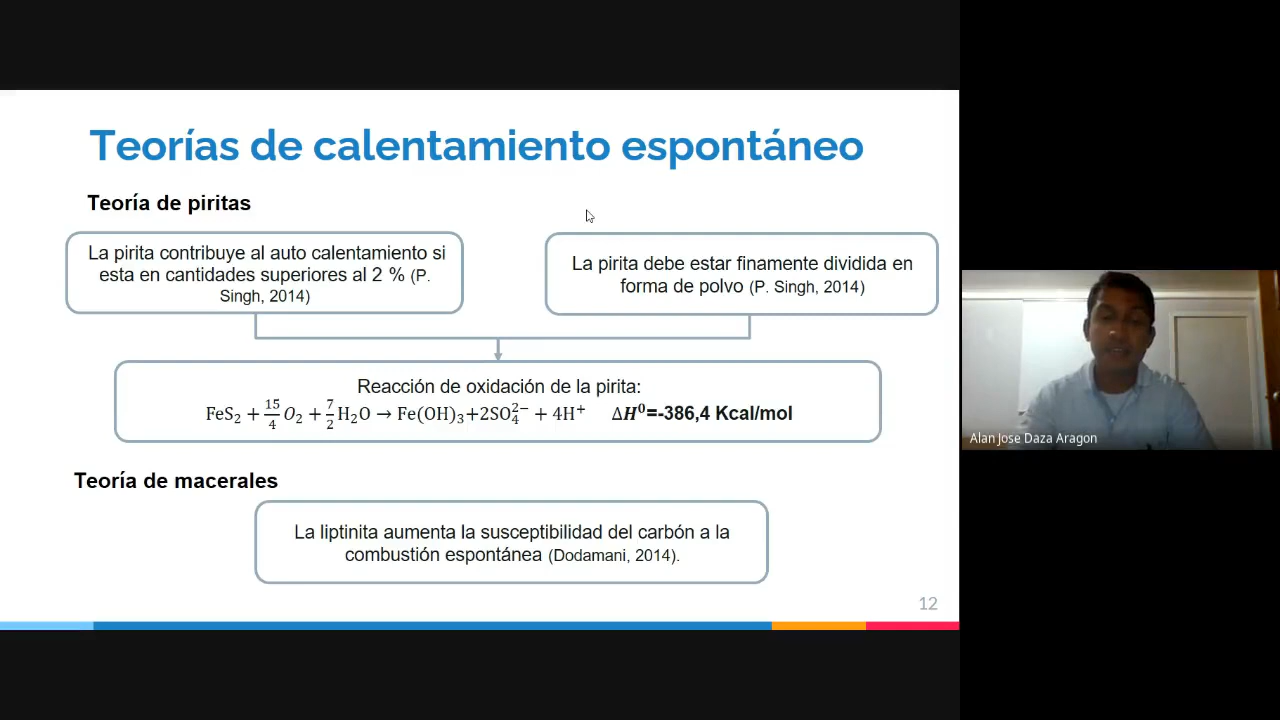 Teorías de calentamiento espontáneo
Teoría de piritas
La pirita contribuye al auto calentamiento si
esta en cantidades superiores al 2 % (P.
Singh, 2014)
La pirita debe estar finamente dividida en
forma de polvo (P. Singh, 2014)
Reacción de oxidación de la pirita:
FeS₂ + 15/4 O₂ + 7/2 H₂O → Fe(OH)₃+2SO₄²⁻ + 4H⁺ ΔH⁰=-386,4 Kcal/mol
Teoría de macerales
La liptinita aumenta la susceptibilidad del carbón a la
combustión espontánea (Dodamani, 2014).
12
Alan Jose Daza Aragon